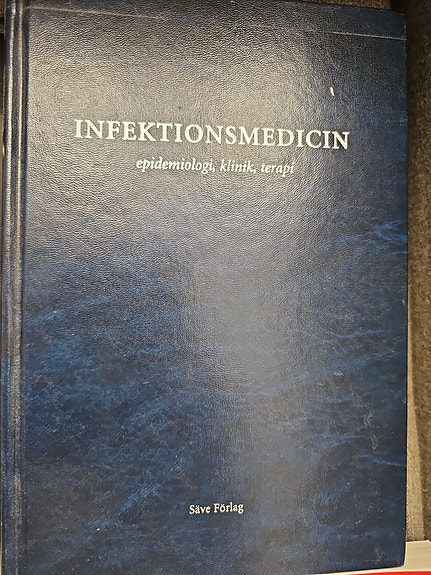 INFEKTIONSMEDICIN
epidemiologi, klinik, terapi
Säve Förlag